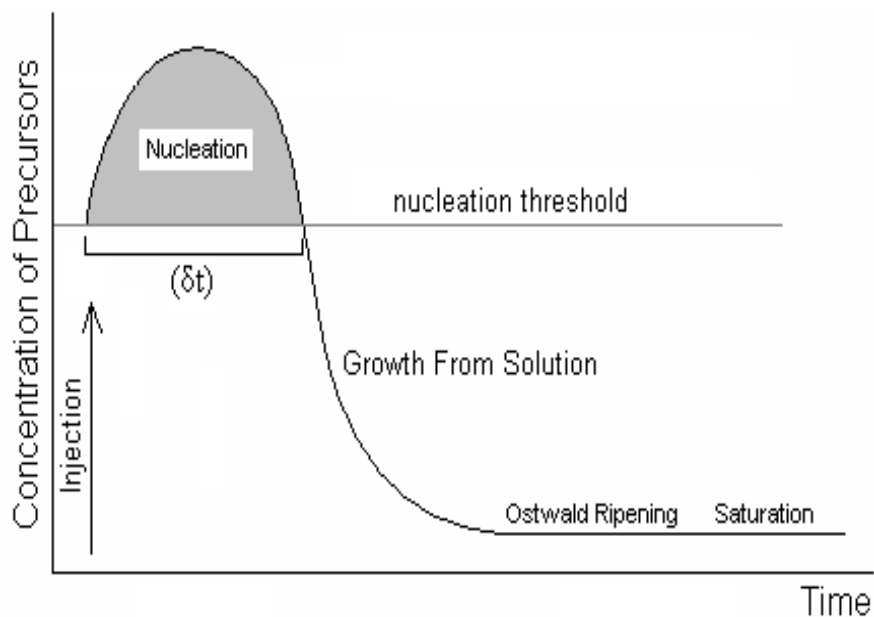 Concentration of Precursors
Nucleation
nucleation threshold
(δt)
Injection
Growth From Solution
Ostwald Ripening
Saturation
Time